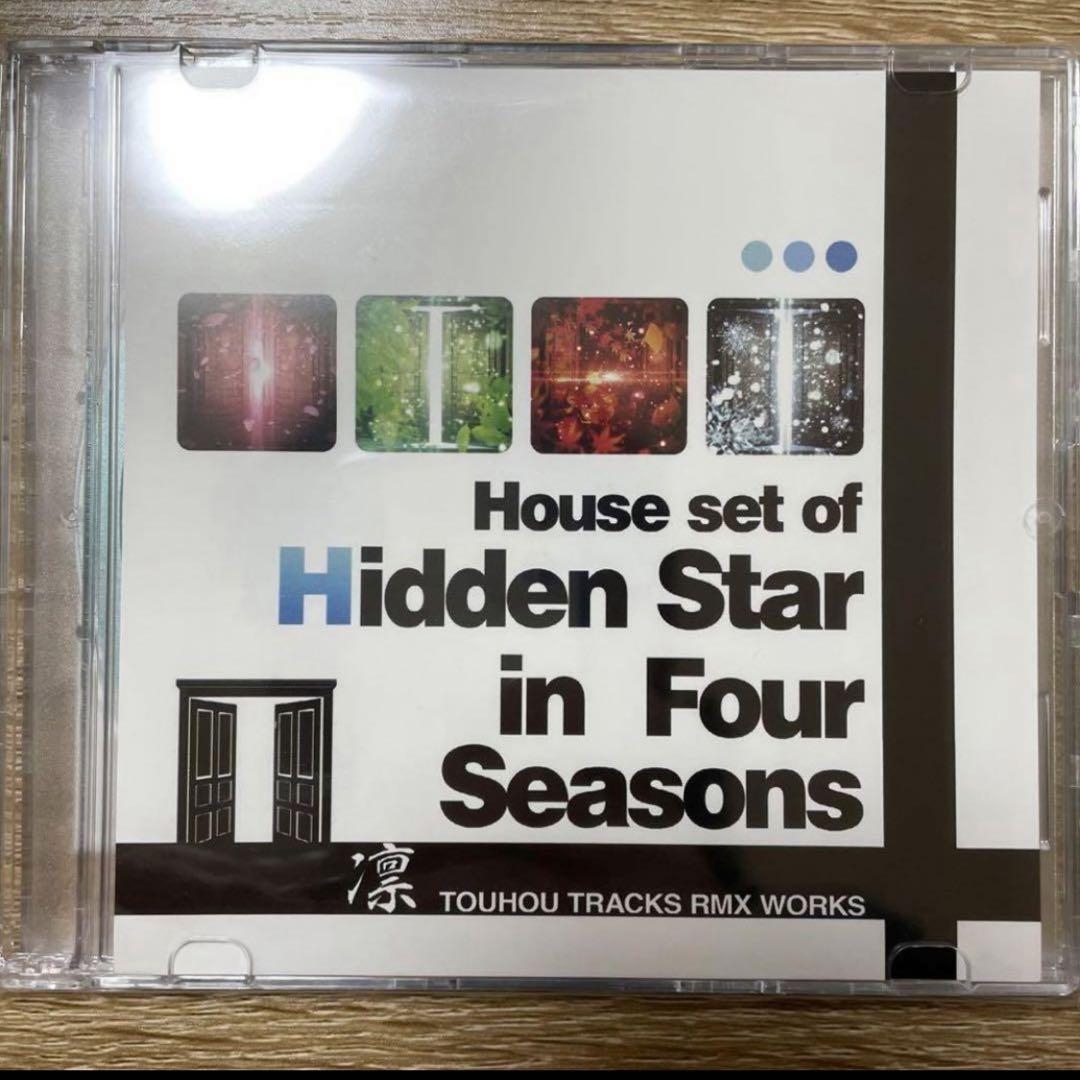 House set of
Hidden Star
in Four
Seasons
凛 TOUHOU TRACKS RMX WORKS